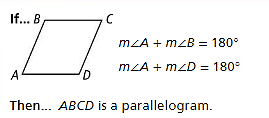 If... B C
m∠A + m∠B = 180°
m∠A + m∠D = 180°
A D
Then... ABCD is a parallelogram.